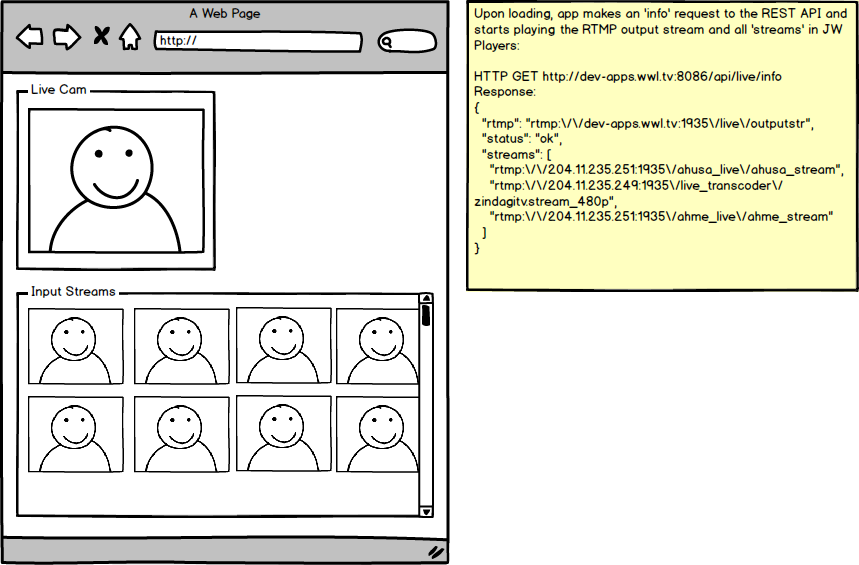 A Web Page
http://
Live Cam
Input Streams
Upon loading, app makes an 'info' request to the REST API and
starts playing the RTMP output stream and all 'streams' in JW
Players:
HTTP GET http://dev-apps.wwl.tv:8086/api/live/info
Response:
{
"rtmp": "rtmp:\/\/dev-apps.wwl.tv:1935\/live\/outputstr",
"status": "ok",
"streams": [
"rtmp:\/\/204.11.235.251:1935\/ahusa_live\/ahusa_stream",
"rtmp:\/\/204.11.235.249:1935\/live_transcoder\/
zindagitv.stream_480p",
"rtmp:\/\/204.11.235.251:1935\/ahme_live\/ahme_stream"
]
}